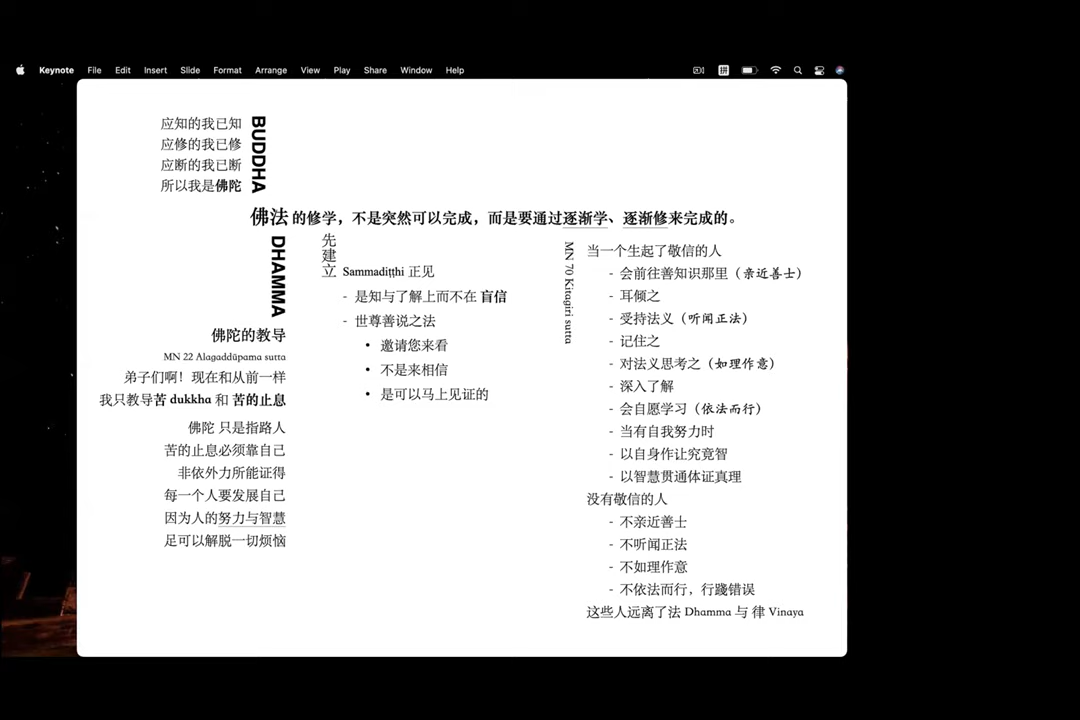 Keynote File Edit Insert Slide Format Arrange View Play Share Window Help
拼
应知的我已知
应修的我已修
应断的我已断
所以我是佛陀
BUDDHA
佛法的修学，不是突然可以完成，而是要通过逐渐学、逐渐修来完成的。
DHAMMA
佛陀的教导
MN 22 Alagaddūpama sutta
弟子们啊！现在和从前一样
我只教导苦 dukkha 和 苦的止息
佛陀 只是指路人
苦的止息必须靠自己
非依外力所能证得
每一个人要发展自己
因为人的努力与智慧
足可以解脱一切烦恼
先建立
Sammadiṭṭhi 正见
- 是知与了解上而不在 盲信
- 世尊善说之法
• 邀请您来看
• 不是来相信
• 是可以马上见证的
MN 70 Kitagiri sutta
当一个生起了敬信的人
- 会前往善知识那里（亲近善士）
- 耳倾之
- 受持法义（听闻正法）
- 记住之
- 对法义思考之（如理作意）
- 深入了解
- 会自愿学习（依法而行）
- 当有自我努力时
- 以自身作让究竟智
- 以智慧贯通体证真理
没有敬信的人
- 不亲近善士
- 不听闻正法
- 不如理作意
- 不依法而行，行踐错误
这些人远离了法 Dhamma 与 律 Vinaya